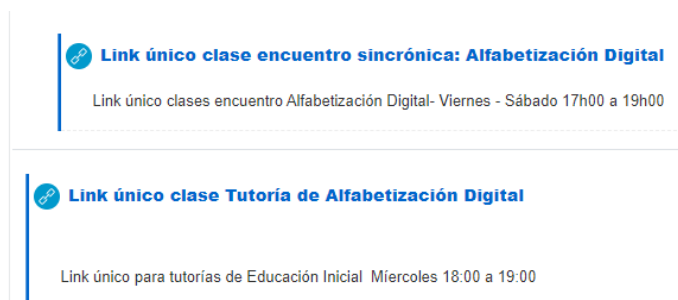 Link único clase encuentro sincrónica: Alfabetización Digital
Link único clases encuentro Alfabetización Digital- Viernes - Sábado 17h00 a 19h00
Link único clase Tutoría de Alfabetización Digital
Link único para tutorías de Educación Inicial Míercoles 18:00 a 19:00